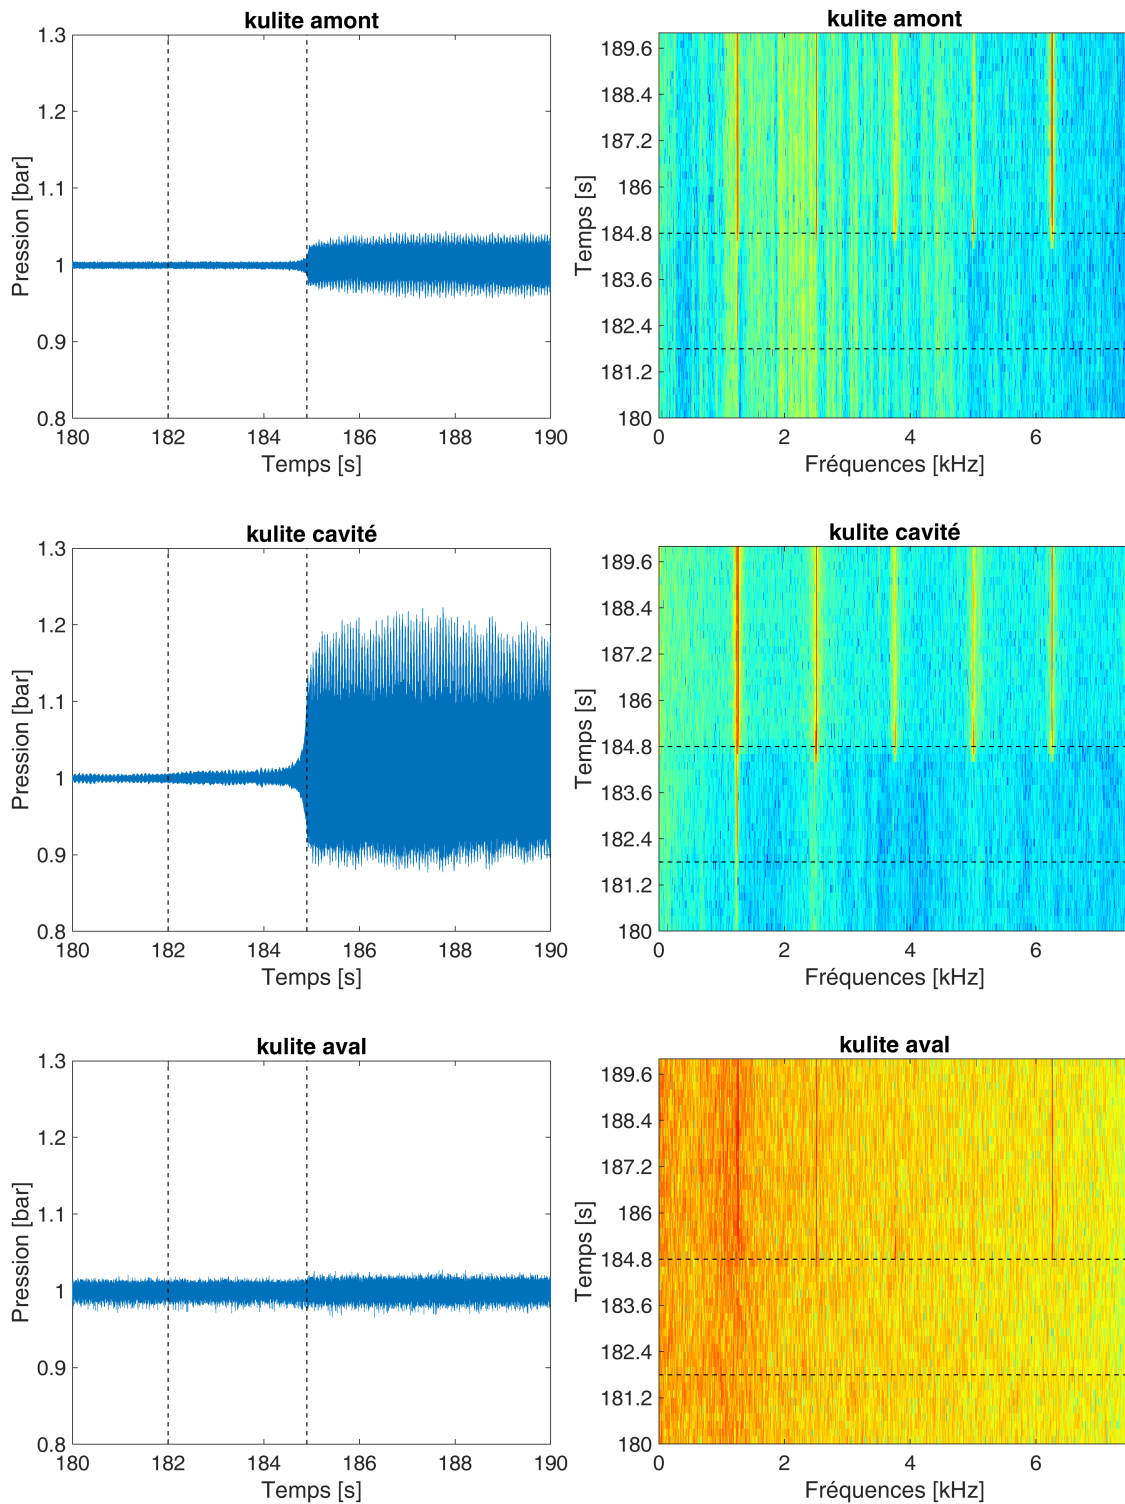 kulite amont
1.3
1.2
1.1
1
0.9
0.8
Pression [bar]
180 182 184 186 188 190
Temps [s]
kulite amont
189.6
188.4
187.2
186
184.8
183.6
182.4
181.2
180
Temps [s]
0 2 4 6
Fréquences [kHz]
kulite cavité
1.3
1.2
1.1
1
0.9
0.8
Pression [bar]
180 182 184 186 188 190
Temps [s]
kulite cavité
189.6
188.4
187.2
186
184.8
183.6
182.4
181.2
180
Temps [s]
0 2 4 6
Fréquences [kHz]
kulite aval
1.3
1.2
1.1
1
0.9
0.8
Pression [bar]
180 182 184 186 188 190
Temps [s]
kulite aval
189.6
188.4
187.2
186
184.8
183.6
182.4
181.2
180
Temps [s]
0 2 4 6
Fréquences [kHz]